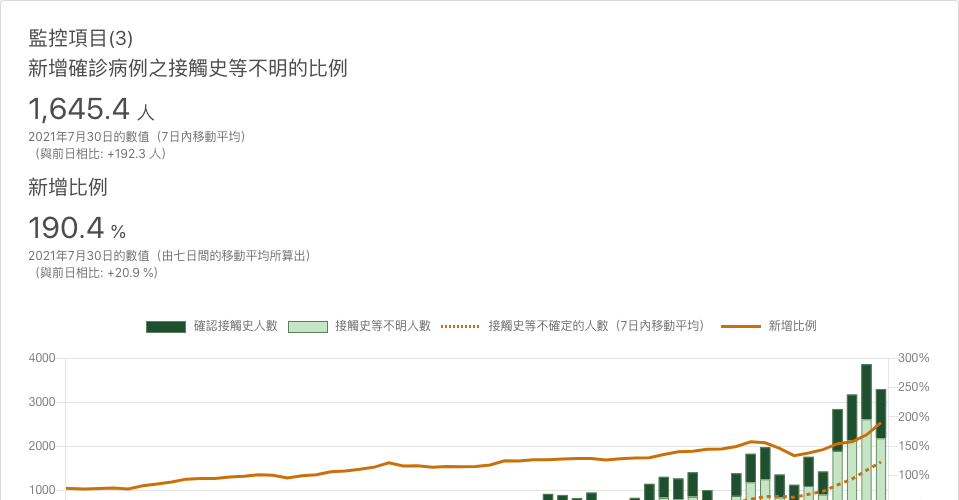 監控項目(3)
新增確診病例之接觸史等不明的比例
1,645.4 人
2021年7月30日的數值（7日內移動平均）
（與前日相比: +192.3 人）
新增比例
190.4 %
2021年7月30日的數值（由七日間的移動平均所算出）
（與前日相比: +20.9 %）
確認接觸史人數 接觸史等不明人數 接觸史等不確定的人數（7日內移動平均） 新增比例
4000 300%
250%
3000
200%
2000 150%
1000 100%